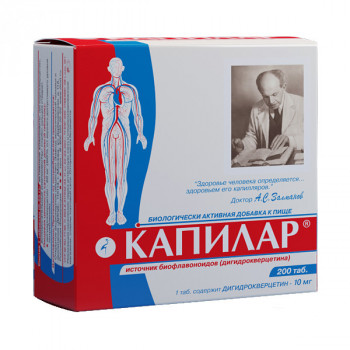 "Здоровье человека определяется...
здоровьем его капилляров."
Доктор А.С.Залманов
БИОЛОГИЧЕСКИ АКТИВНАЯ ДОБАВКА К ПИЩЕ
КАПИЛАР®
источник биофлавоноидов (дигидрокверцетина)
200 таб.
1 таб. содержит ДИГИДРОКВЕРЦЕТИН - 10 мг